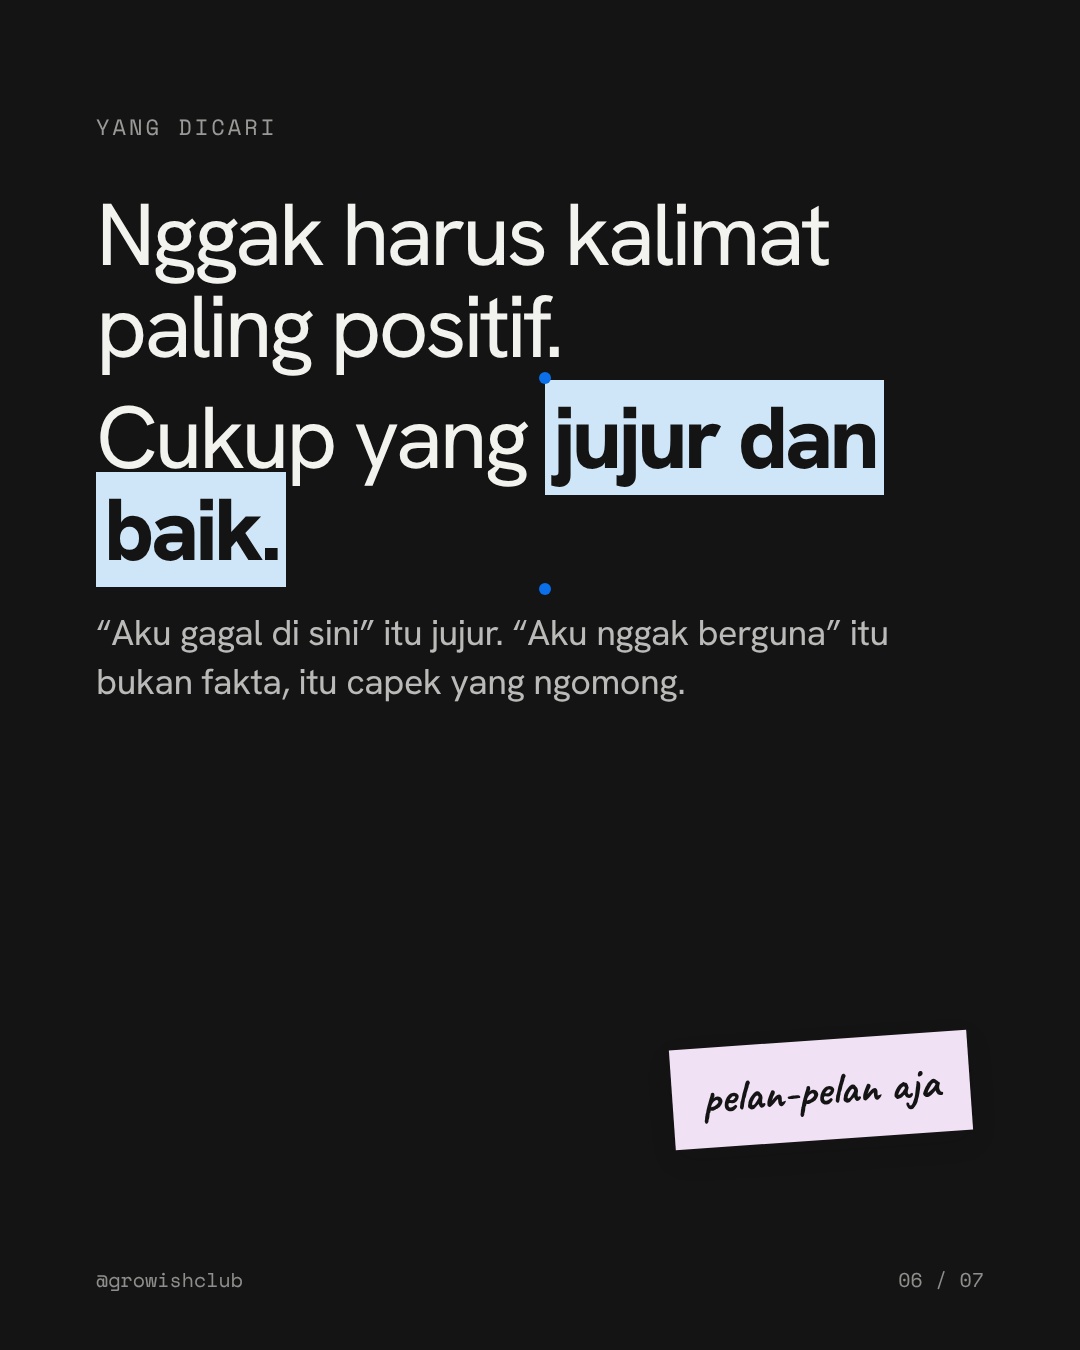 YANG DICARI
Nggak harus kalimat
paling positif.
Cukup yang jujur dan
baik.
“Aku gagal di sini” itu jujur. “Aku nggak berguna” itu
bukan fakta, itu capek yang ngomong.
pelan-pelan aja
@growishclub
06 / 07